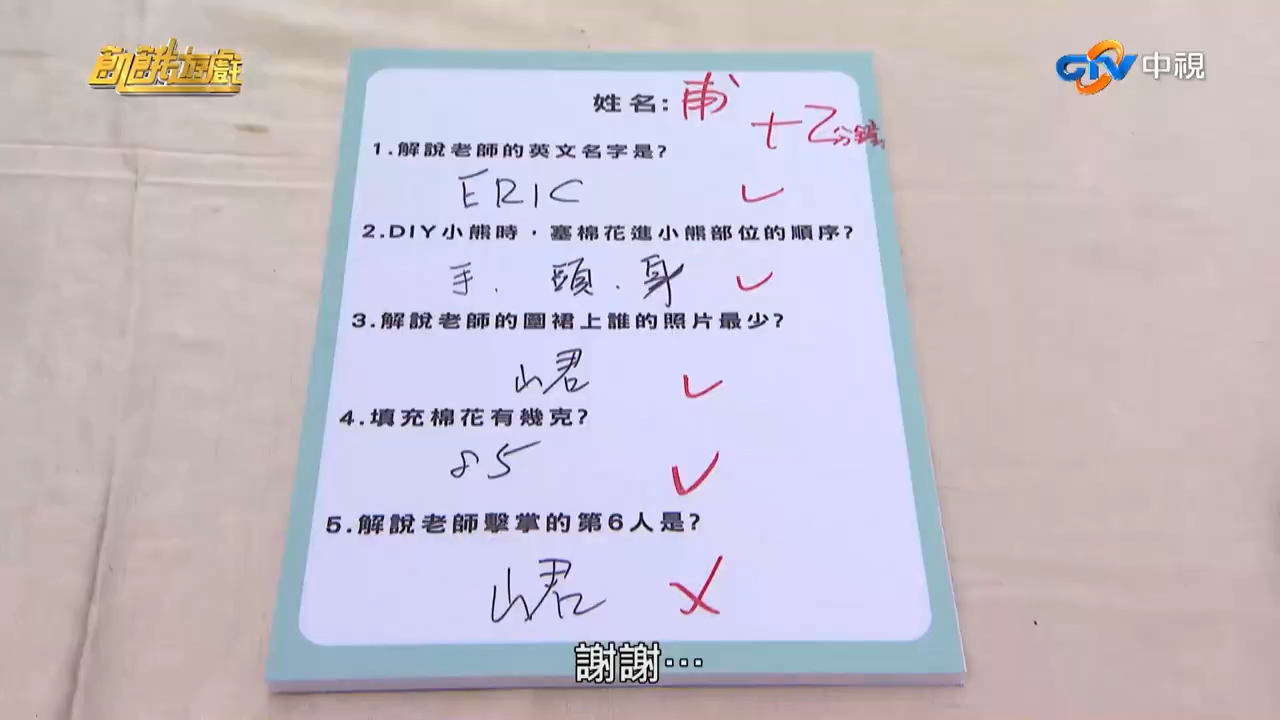 飢餓遊戲
CTV中視
姓名:甫
+2分鐘
1.解說老師的英文名字是?
ERIC
2.DIY小熊時，塞棉花進小熊部位的順序?
手、頭、身
3.解說老師的圍裙上誰的照片最少?
山君
4.填充棉花有幾克?
85
5.解說老師擊掌的第6人是?
山君
謝謝…